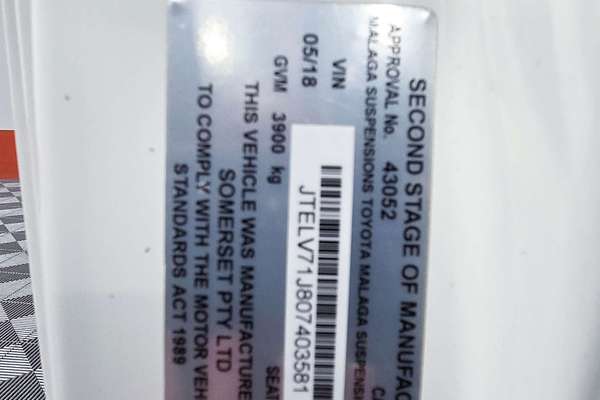 SECOND STAGE OF MANUFAC
APPROVAL No. 43052
MALAGA SUSPENSIONS TOYOTA MALAGA SUSPENS
VIN
JTELV71J807403581
05/18
GVM 3900 kg
SEAT
THIS VEHICLE WAS MANUFACTURE
SOMERSET PTY LTD
TO COMPLY WITH THE MOTOR VEH
STANDARDS ACT 1989